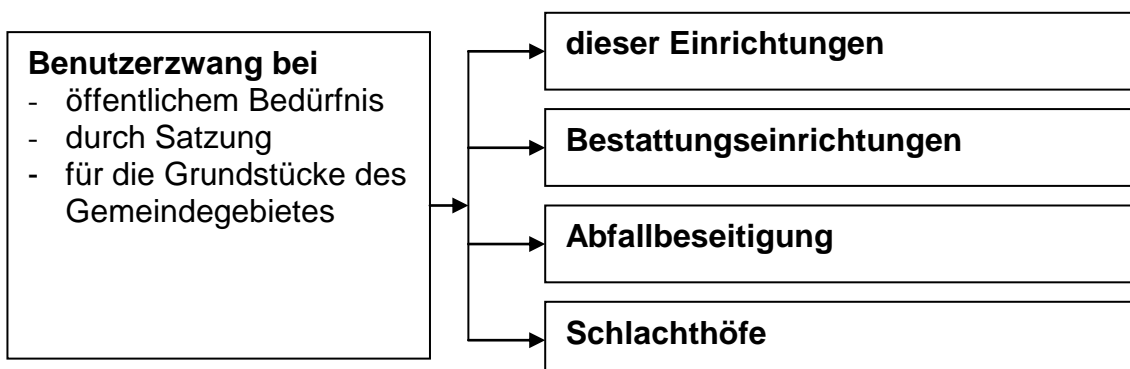 Benutzerzwang bei
- öffentlichem Bedürfnis
- durch Satzung
- für die Grundstücke des
Gemeindegebietes
dieser Einrichtungen
Bestattungseinrichtungen
Abfallbeseitigung
Schlachthöfe